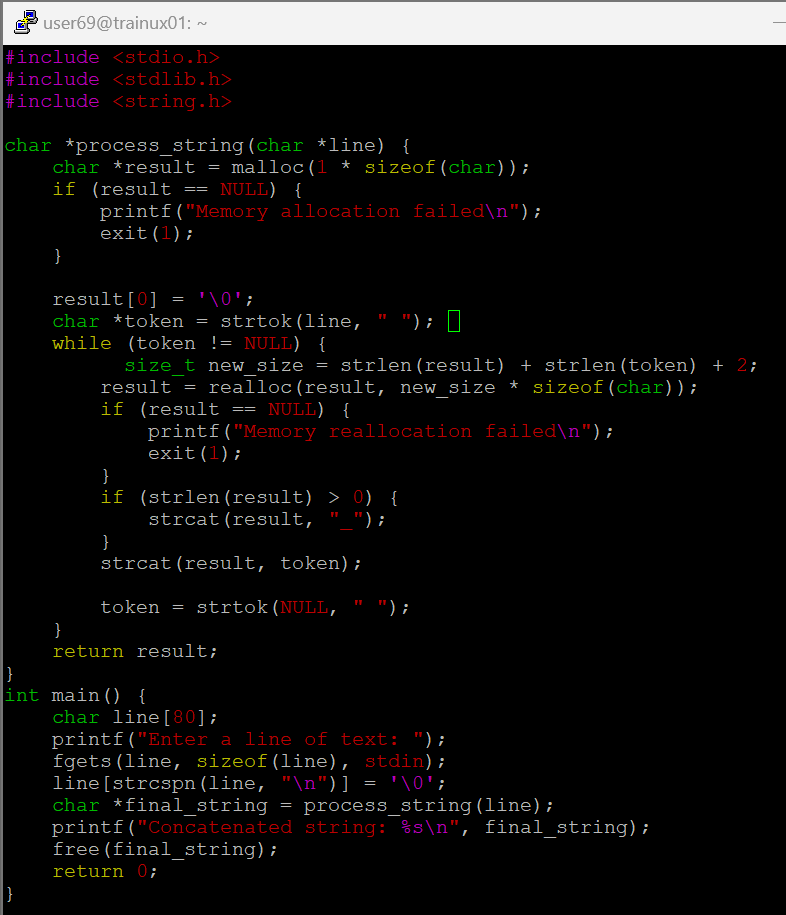 user69@trainux01: ~
#include <stdio.h>
#include <stdlib.h>
#include <string.h>

char *process_string(char *line) {
    char *result = malloc(1 * sizeof(char));
    if (result == NULL) {
        printf("Memory allocation failed\n");
        exit(1);
    }

    result[0] = '\0';
    char *token = strtok(line, " ");
    while (token != NULL) {
          size_t new_size = strlen(result) + strlen(token) + 2;
        result = realloc(result, new_size * sizeof(char));
        if (result == NULL) {
            printf("Memory reallocation failed\n");
            exit(1);
        }
        if (strlen(result) > 0) {
            strcat(result, "_");
        }
        strcat(result, token);

        token = strtok(NULL, " ");
    }
    return result;
}
int main() {
    char line[80];
    printf("Enter a line of text: ");
    fgets(line, sizeof(line), stdin);
    line[strcspn(line, "\n")] = '\0';
    char *final_string = process_string(line);
    printf("Concatenated string: %s\n", final_string);
    free(final_string);
    return 0;
}